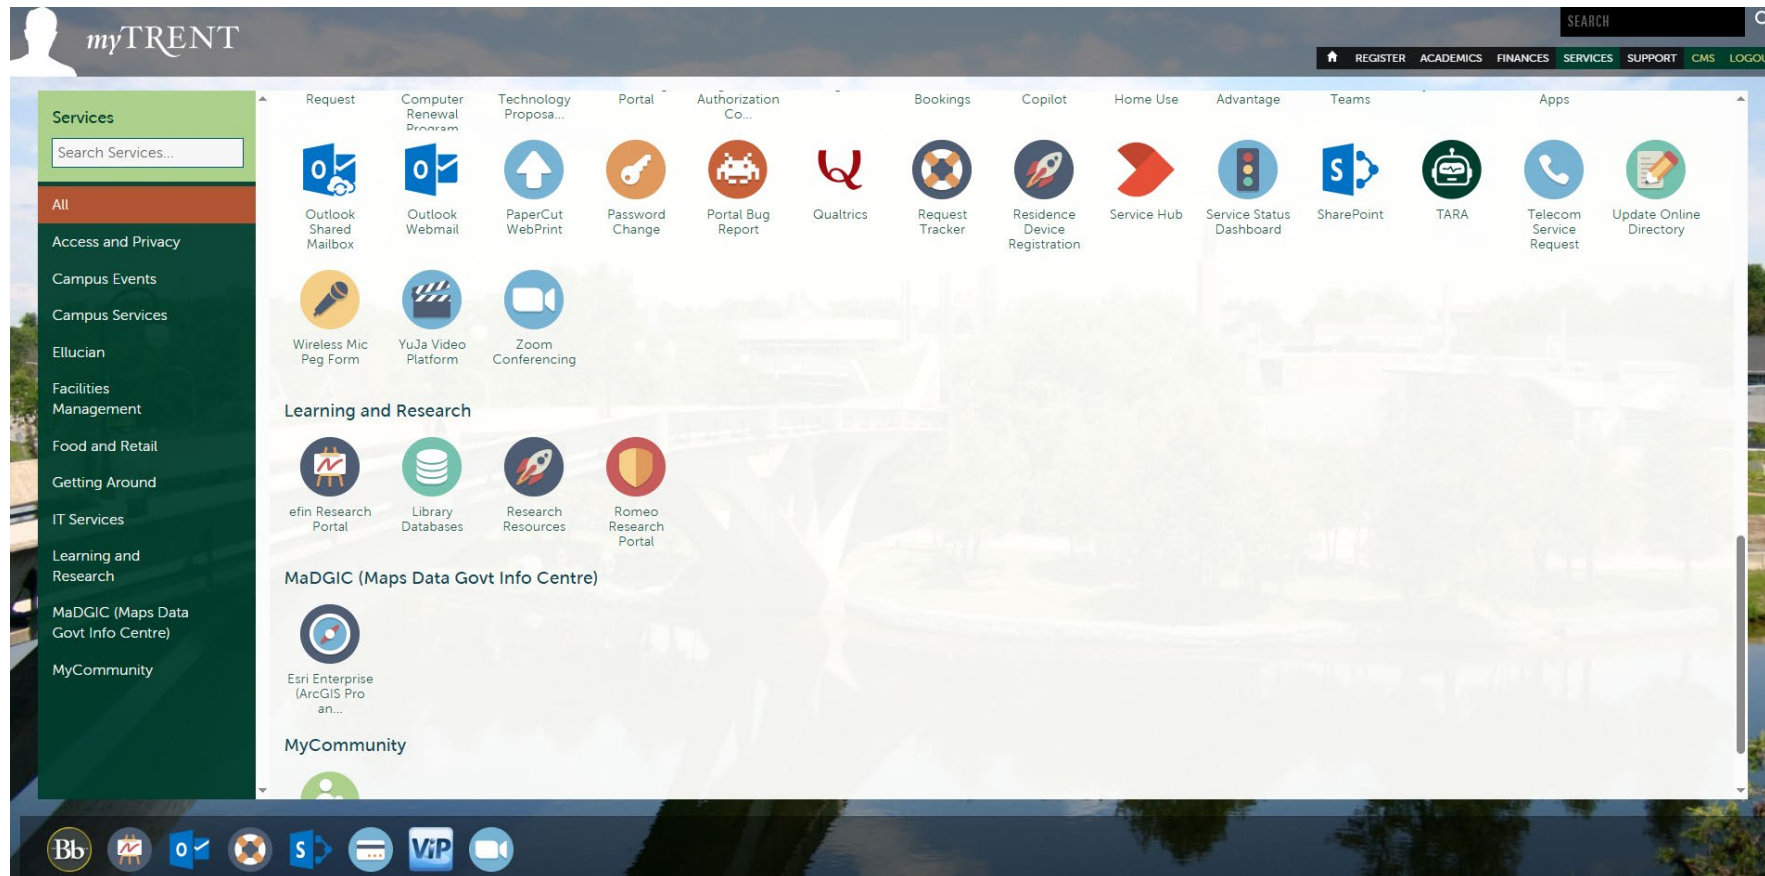 myTRENT
SEARCH
REGISTER ACADEMICS FINANCES SERVICES SUPPORT CMS LOGOU
Services
Search Services...
All
Access and Privacy
Campus Events
Campus Services
Ellucian
Facilities
Management
Food and Retail
Getting Around
IT Services
Learning and
Research
MaDGIC (Maps Data
Govt Info Centre)
MyCommunity
Request
Computer
Renewal
Program
Technology
Proposa...
Portal
Authorization
Co...
Bookings
Copilot
Home Use
Advantage
Teams
Apps
Outlook
Shared
Mailbox
Outlook
Webmail
PaperCut
WebPrint
Password
Change
Portal Bug
Report
Qualtrics
Request
Tracker
Residence
Device
Registration
Service Hub
Service Status
Dashboard
SharePoint
TARA
Telecom
Service
Request
Update Online
Directory
Wireless Mic
Peg Form
YuJa Video
Platform
Zoom
Conferencing
Learning and Research
efin Research
Portal
Library
Databases
Research
Resources
Romeo
Research
Portal
MaDGIC (Maps Data Govt Info Centre)
Esri Enterprise
(ArcGIS Pro
an...
MyCommunity
Bb
ViP